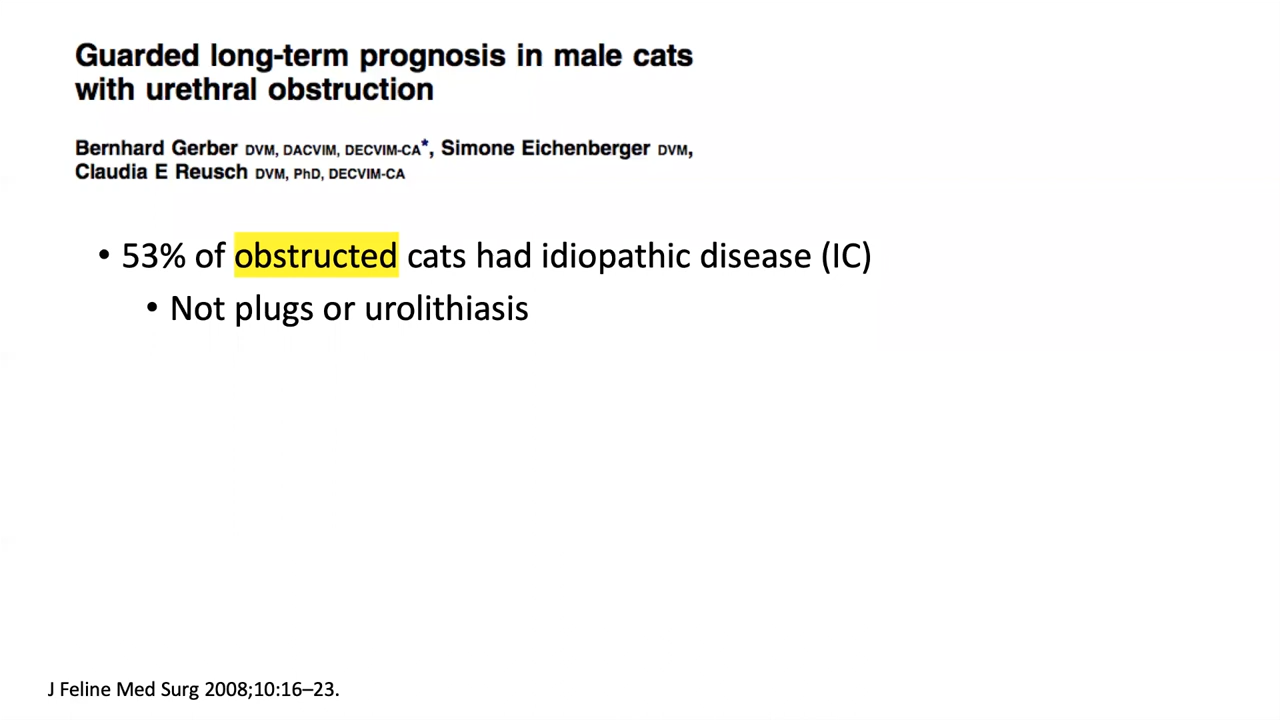 Guarded long-term prognosis in male cats
with urethral obstruction
Bernhard Gerber DVM, DACVIM, DECVIM-CA*, Simone Eichenberger DVM,
Claudia E Reusch DVM, PhD, DECVIM-CA
• 53% of obstructed cats had idiopathic disease (IC)
• Not plugs or urolithiasis
J Feline Med Surg 2008;10:16–23.